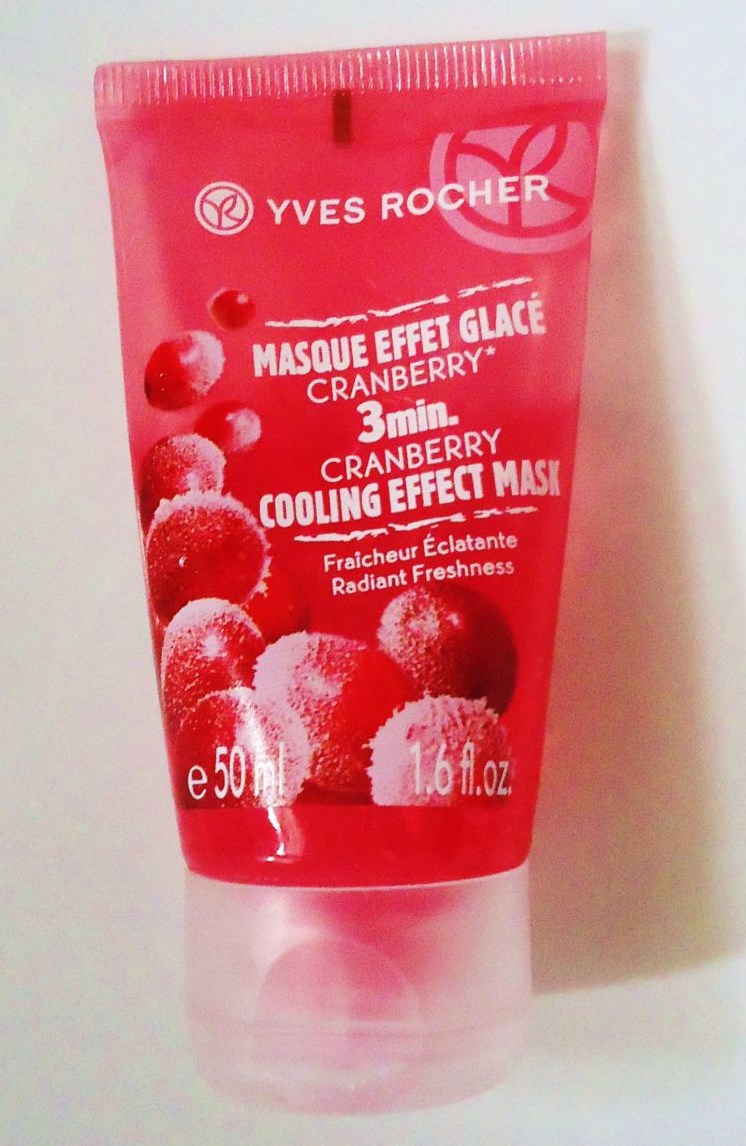 YVES ROCHER
MASQUE EFFET GLACÉ
CRANBERRY*
3min.
CRANBERRY
COOLING EFFECT MASK
Fraîcheur Éclatante
Radiant Freshness
e 50 ml 1.6 fl.oz.